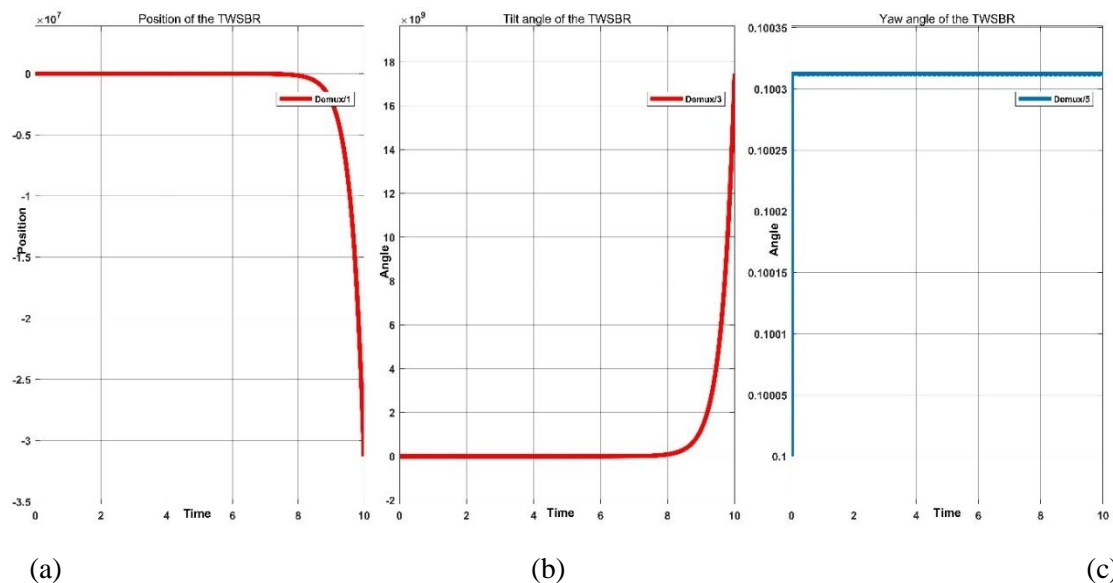 ×10^7
Position of the TWSBR
0
-0.5
-1
-1.5
-2
-2.5
-3
-3.5
Position
Demux/1
0 2 4 6 8 10
Time
×10^9
Tilt angle of the TWSBR
18
16
14
12
10
8
6
4
2
0
-2
Angle
Demux/3
0 2 4 6 8 10
Time
Yaw angle of the TWSBR
0.10035
0.1003
0.10025
0.1002
0.10015
0.1001
0.10005
0.1
Angle
Demux/5
0 2 4 6 8 10
Time
(a) (b) (c)